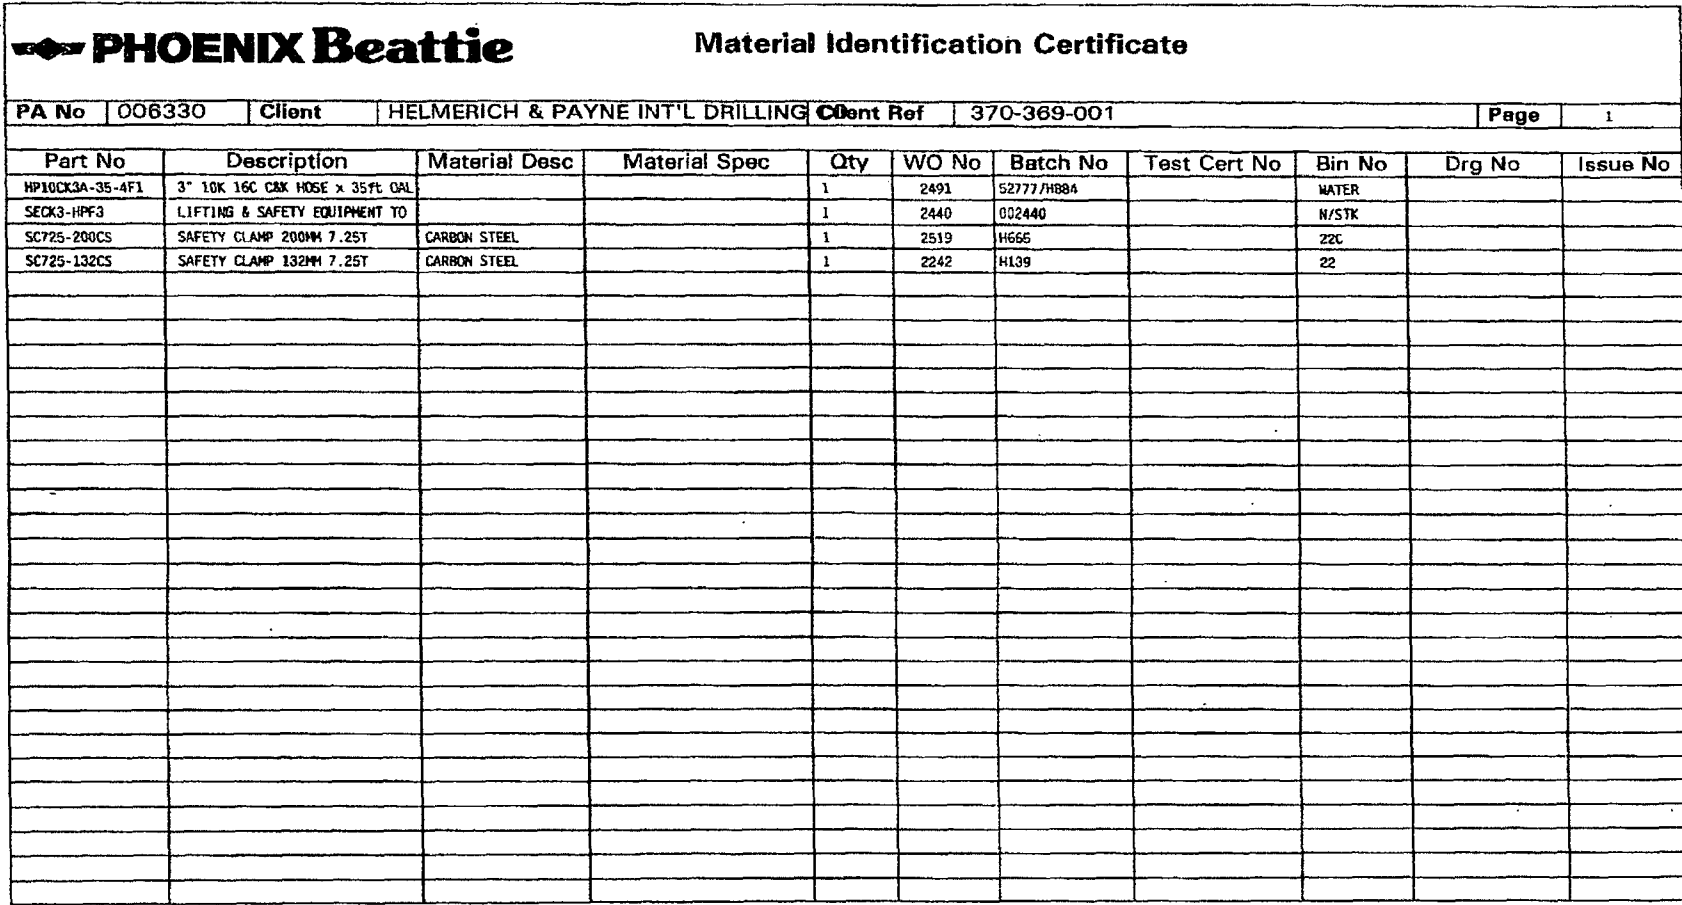 PHOENIX Beattie
Material Identification Certificate
PA No 006330 Client HELMERICH & PAYNE INT'L DRILLING CO Client Ref 370-369-001 Page 1
Part No Description Material Desc Material Spec Qty WO No Batch No Test Cert No Bin No Drg No Issue No
HP10CK3A-35-4F1 3" 10K 16C C&K HOSE x 35ft OAL 1 2491 52777/H884 WATER
SECK3-HPF3 LIFTING & SAFETY EQUIPMENT TO 1 2440 002440 N/STK
SC725-200CS SAFETY CLAMP 200MM 7.25T CARBON STEEL 1 2519 H665 22C
SC725-132CS SAFETY CLAMP 132MM 7.25T CARBON STEEL 1 2242 H139 22